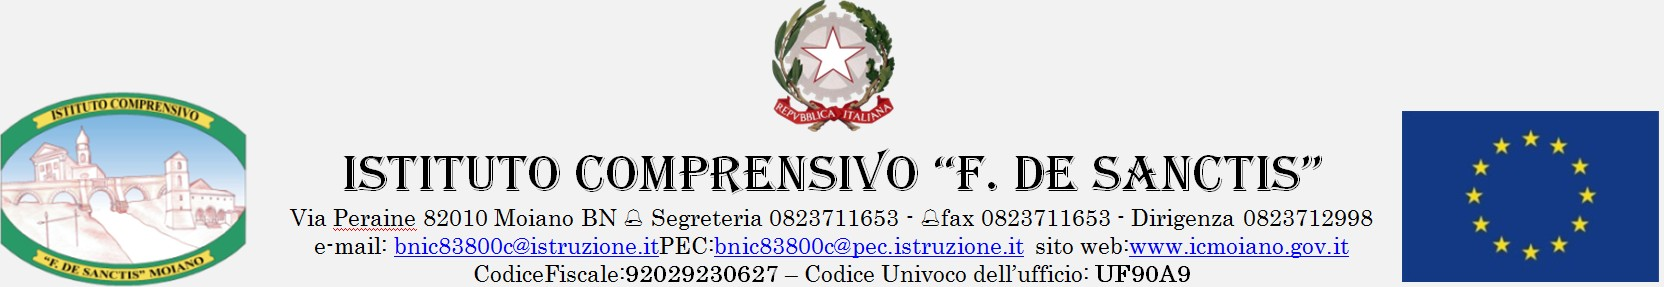 REPVBBLICA ITALIANA
ISTITUTO COMPRENSIVO
"F. DE SANCTIS" MOIANO
ISTITUTO COMPRENSIVO “F. DE SANCTIS”
Via Peraine 82010 Moiano BN 🕭 Segreteria 0823711653 - 🕭fax 0823711653 - Dirigenza 0823712998
e-mail: bnic83800c@istruzione.itPEC:bnic83800c@pec.istruzione.it sito web:www.icmoiano.gov.it
CodiceFiscale:92029230627 – Codice Univoco dell’ufficio: UF90A9